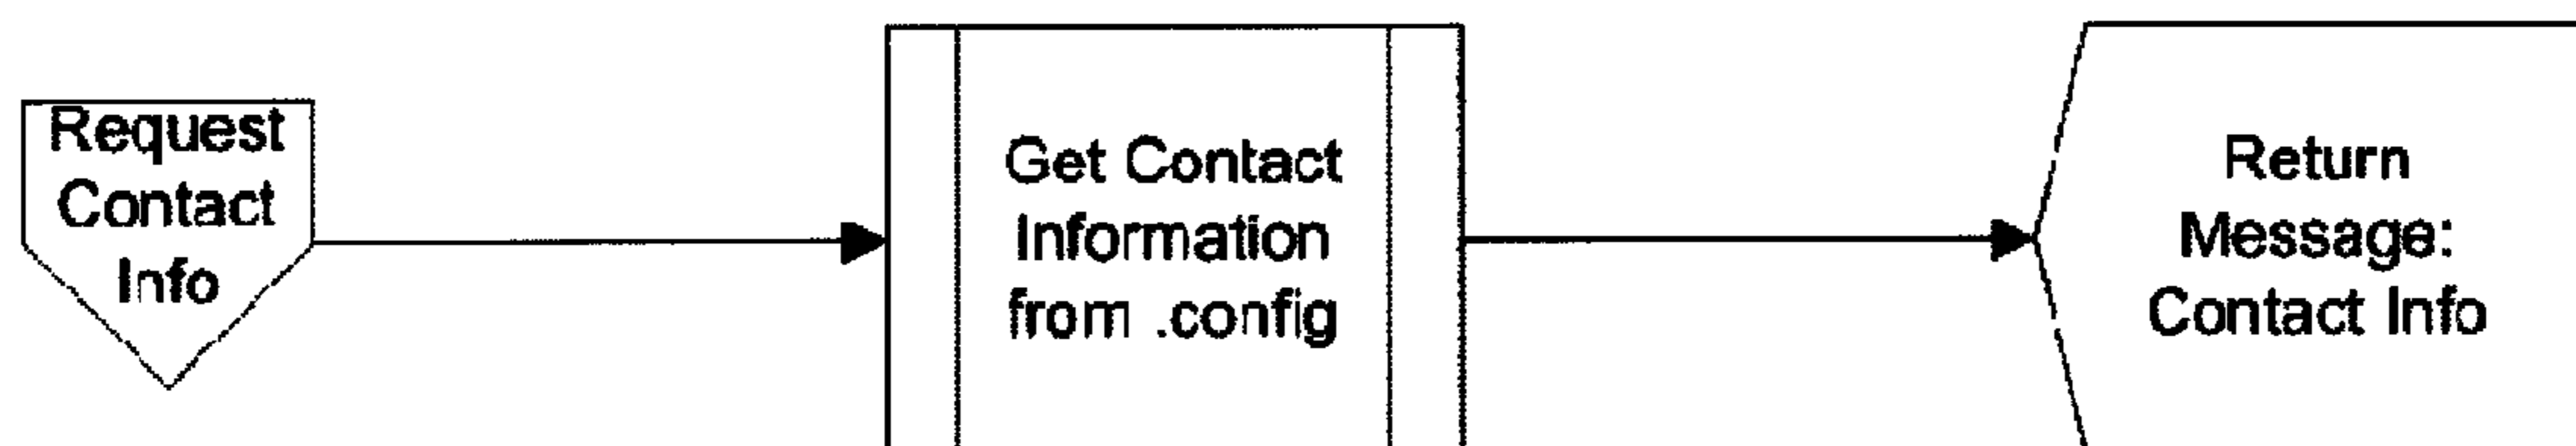 Request
Contact
Info
Get Contact
Information
from .config
Return
Message:
Contact Info